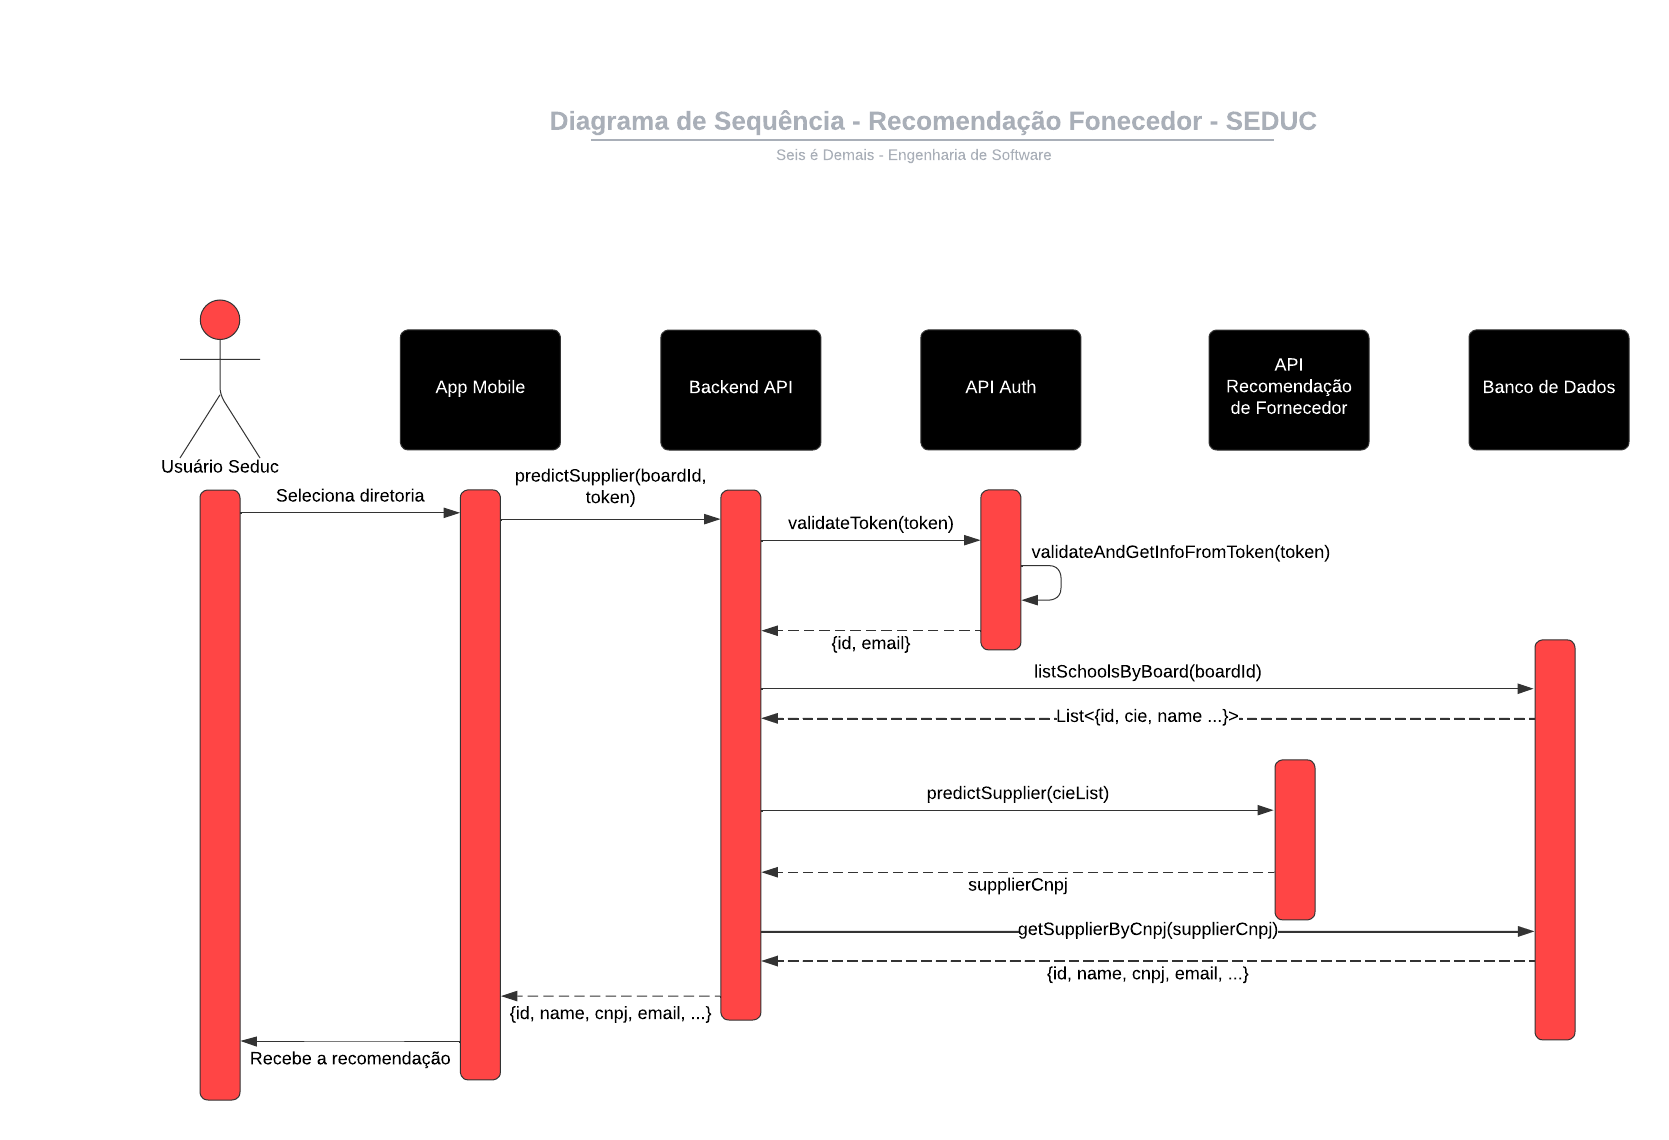 Diagrama de Sequência - Recomendação Fonecedor - SEDUC
Seis é Demais - Engenharia de Software
Usuário Seduc
App Mobile
Backend API
API Auth
API
Recomendação
de Fornecedor
Banco de Dados
Seleciona diretoria
predictSupplier(boardId,
token)
validateToken(token)
validateAndGetInfoFromToken(token)
{id, email}
listSchoolsByBoard(boardId)
List<{id, cie, name ...}>
predictSupplier(cieList)
supplierCnpj
getSupplierByCnpj(supplierCnpj)
{id, name, cnpj, email, ...}
{id, name, cnpj, email, ...}
Recebe a recomendação